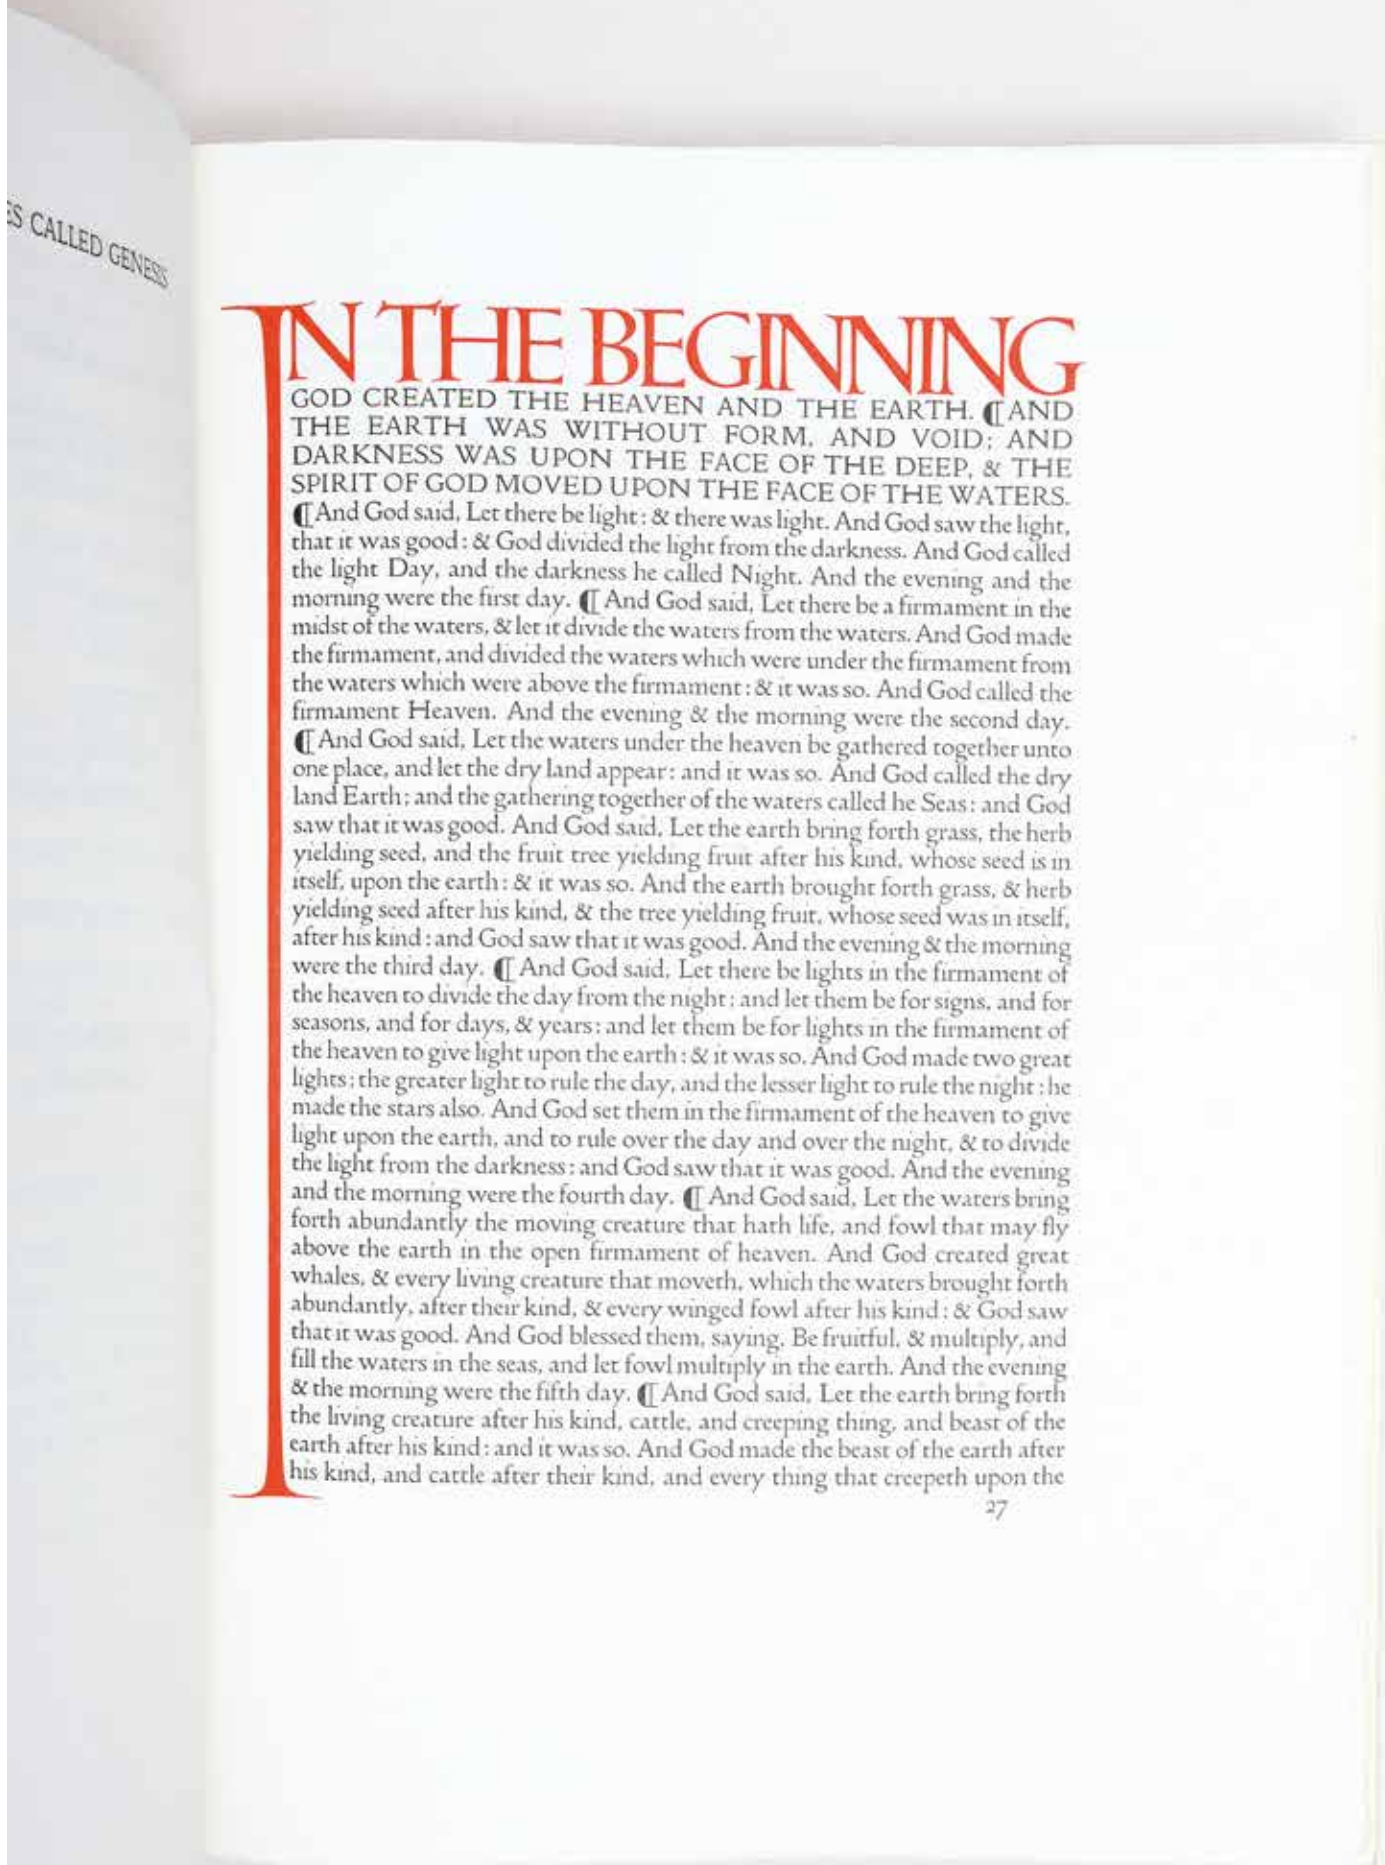 ES CALLED GENESIS
IN THE BEGINNING
GOD CREATED THE HEAVEN AND THE EARTH. ¶ AND
THE EARTH WAS WITHOUT FORM, AND VOID; AND
DARKNESS WAS UPON THE FACE OF THE DEEP, & THE
SPIRIT OF GOD MOVED UPON THE FACE OF THE WATERS.
¶ And God said, Let there be light: & there was light. And God saw the light,
that it was good: & God divided the light from the darkness. And God called
the light Day, and the darkness he called Night. And the evening and the
morning were the first day. ¶ And God said, Let there be a firmament in the
midst of the waters, & let it divide the waters from the waters. And God made
the firmament, and divided the waters which were under the firmament from
the waters which were above the firmament: & it was so. And God called the
firmament Heaven. And the evening & the morning were the second day.
¶ And God said, Let the waters under the heaven be gathered together unto
one place, and let the dry land appear: and it was so. And God called the dry
land Earth; and the gathering together of the waters called he Seas: and God
saw that it was good. And God said, Let the earth bring forth grass, the herb
yielding seed, and the fruit tree yielding fruit after his kind, whose seed is in
itself, upon the earth: & it was so. And the earth brought forth grass, & herb
yielding seed after his kind, & the tree yielding fruit, whose seed was in itself,
after his kind: and God saw that it was good. And the evening & the morning
were the third day. ¶ And God said, Let there be lights in the firmament of
the heaven to divide the day from the night; and let them be for signs, and for
seasons, and for days, & years: and let them be for lights in the firmament of
the heaven to give light upon the earth: & it was so. And God made two great
lights; the greater light to rule the day, and the lesser light to rule the night: he
made the stars also. And God set them in the firmament of the heaven to give
light upon the earth, and to rule over the day and over the night, & to divide
the light from the darkness: and God saw that it was good. And the evening
and the morning were the fourth day. ¶ And God said, Let the waters bring
forth abundantly the moving creature that hath life, and fowl that may fly
above the earth in the open firmament of heaven. And God created great
whales, & every living creature that moveth, which the waters brought forth
abundantly, after their kind, & every winged fowl after his kind: & God saw
that it was good. And God blessed them, saying, Be fruitful, & multiply, and
fill the waters in the seas, and let fowl multiply in the earth. And the evening
& the morning were the fifth day. ¶ And God said, Let the earth bring forth
the living creature after his kind, cattle, and creeping thing, and beast of the
earth after his kind: and it was so. And God made the beast of the earth after
his kind, and cattle after their kind, and every thing that creepeth upon the
27